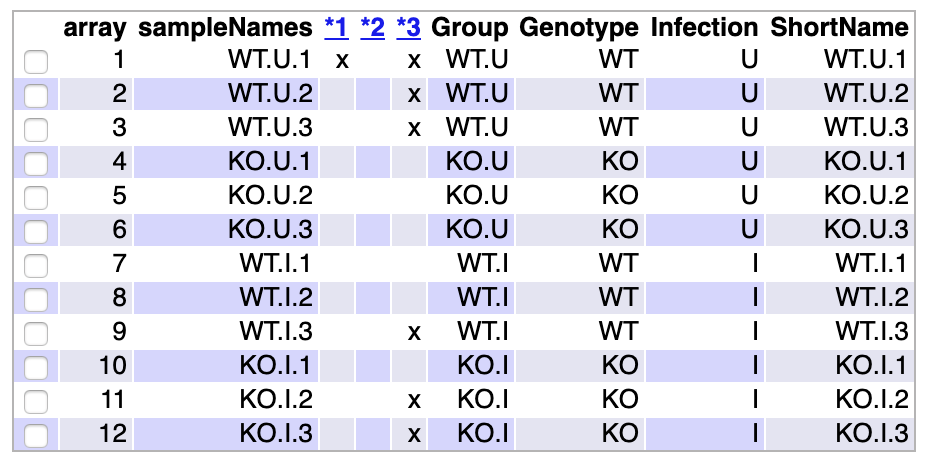 array sampleNames *1 *2 *3 Group Genotype Infection ShortName
1 WT.U.1 x x WT.U WT U WT.U.1
2 WT.U.2 x WT.U WT U WT.U.2
3 WT.U.3 x WT.U WT U WT.U.3
4 KO.U.1 KO.U KO U KO.U.1
5 KO.U.2 KO.U KO U KO.U.2
6 KO.U.3 KO.U KO U KO.U.3
7 WT.I.1 WT.I WT I WT.I.1
8 WT.I.2 WT.I WT I WT.I.2
9 WT.I.3 x WT.I WT I WT.I.3
10 KO.I.1 KO.I KO I KO.I.1
11 KO.I.2 x KO.I KO I KO.I.2
12 KO.I.3 x KO.I KO I KO.I.3